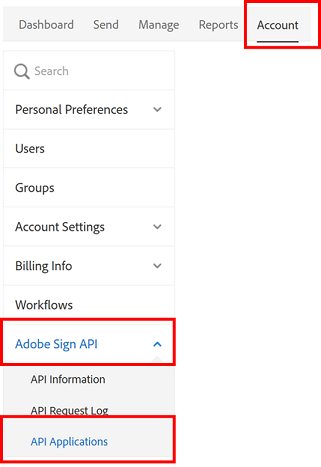 Dashboard Send Manage Reports Account
Search
Personal Preferences
Users
Groups
Account Settings
Billing Info
Workflows
Adobe Sign API
API Information
API Request Log
API Applications